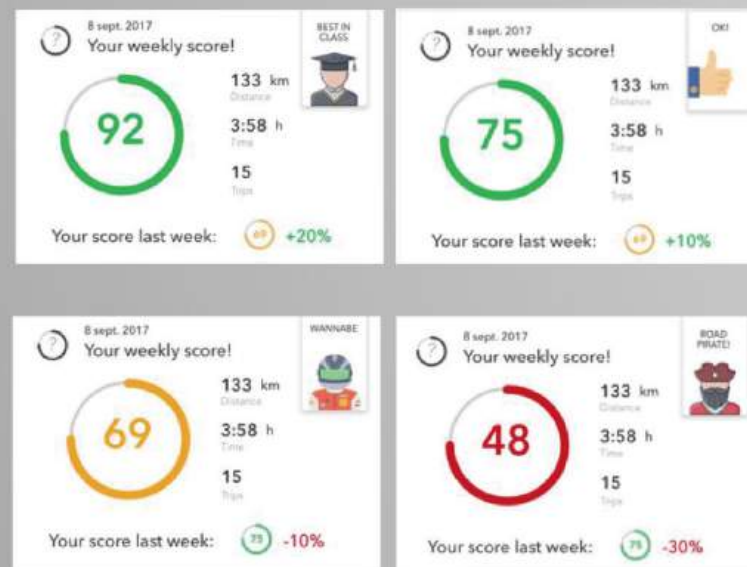 8 sept. 2017
Your weekly score!
BEST IN
CLASS
92
133 km
Distance
3:58 h
Time
15
Trips
Your score last week: 69 +20%
8 sept. 2017
Your weekly score!
OK!
75
133 km
Distance
3:58 h
Time
15
Trips
Your score last week: 69 +10%
8 sept. 2017
Your weekly score!
WANNABE
69
133 km
Distance
3:58 h
Time
15
Trips
Your score last week: 75 -10%
8 sept. 2017
Your weekly score!
ROAD
PIRATE!
48
133 km
Distance
3:58 h
Time
15
Trips
Your score last week: 75 -30%